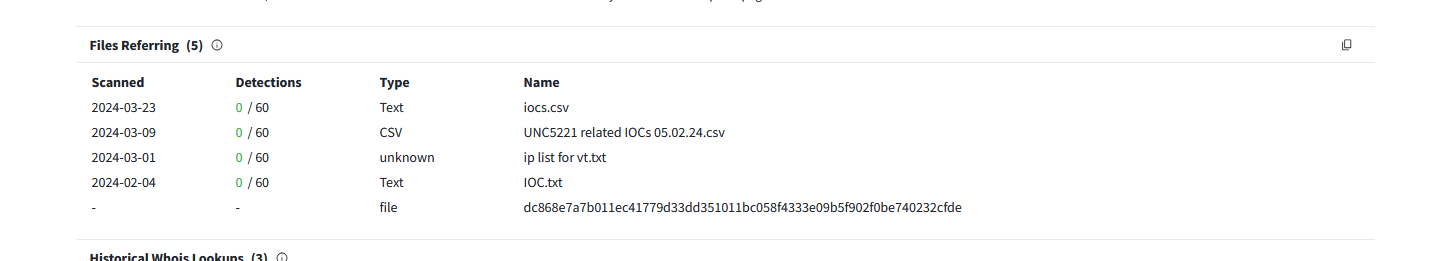 Files Referring (5)
Scanned Detections Type Name
2024-03-23 0 / 60 Text iocs.csv
2024-03-09 0 / 60 CSV UNC5221 related IOCs 05.02.24.csv
2024-03-01 0 / 60 unknown ip list for vt.txt
2024-02-04 0 / 60 Text IOC.txt
- - file dc868e7a7b011ec41779d33dd351011bc058f4333e09b5f902f0be740232cfde
Historical Whois Lookups (3)